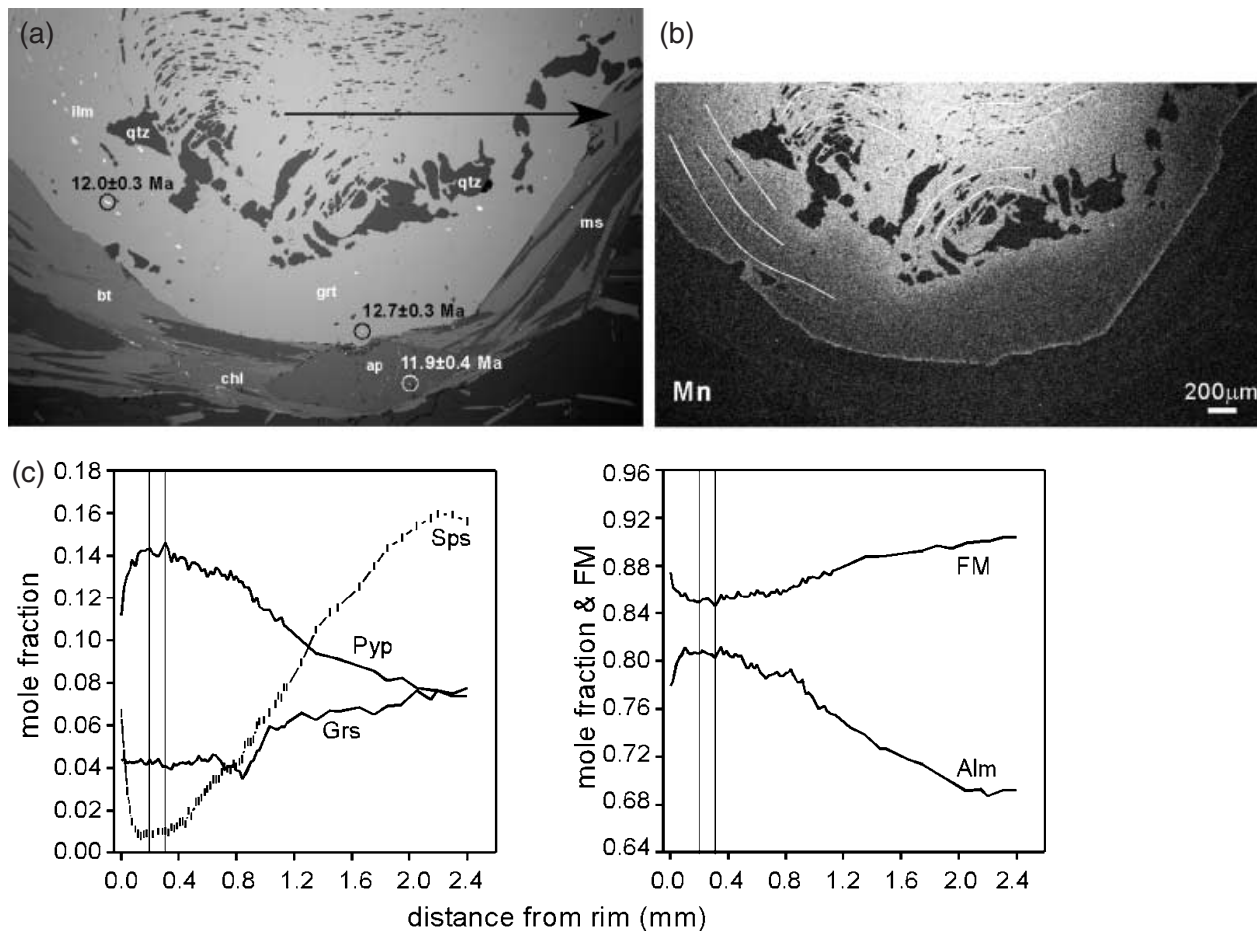 (a)
ilm
qtz
12.0±0.3 Ma
qtz
ms
bt
grt
12.7±0.3 Ma
ap
11.9±0.4 Ma
chl
(b)
Mn
200μm
(c)
0.18
0.16
0.14
0.12
0.10
0.08
0.06
0.04
0.02
0.00
mole fraction
Sps
Pyp
Grs
0.0 0.4 0.8 1.2 1.6 2.0 2.4
0.96
0.92
0.88
0.84
0.80
0.76
0.72
0.68
0.64
mole fraction & FM
FM
Alm
0.0 0.4 0.8 1.2 1.6 2.0 2.4
distance from rim (mm)